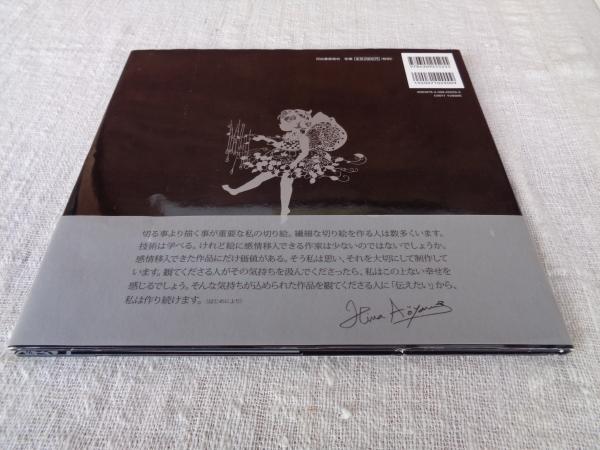 河出書房新社
切る事より描く事が重要な私の切り絵。繊細な切り絵を作る人は数多くいます。
技術は学べる。けれど絵に感情移入できる作家は少ないのではないでしょうか。
感情移入できた作品にだけ価値がある。そう私は思い、それを大切にして制作して
います。観てくださる人がその気持ちを汲んでくださったら、私はこの上ない幸せを
感じるでしょう。そんな気持ちが込められた作品を観てくださる人に「伝えたい」から、
私は作り続けます。(はじめにより)
Hina Aoyama